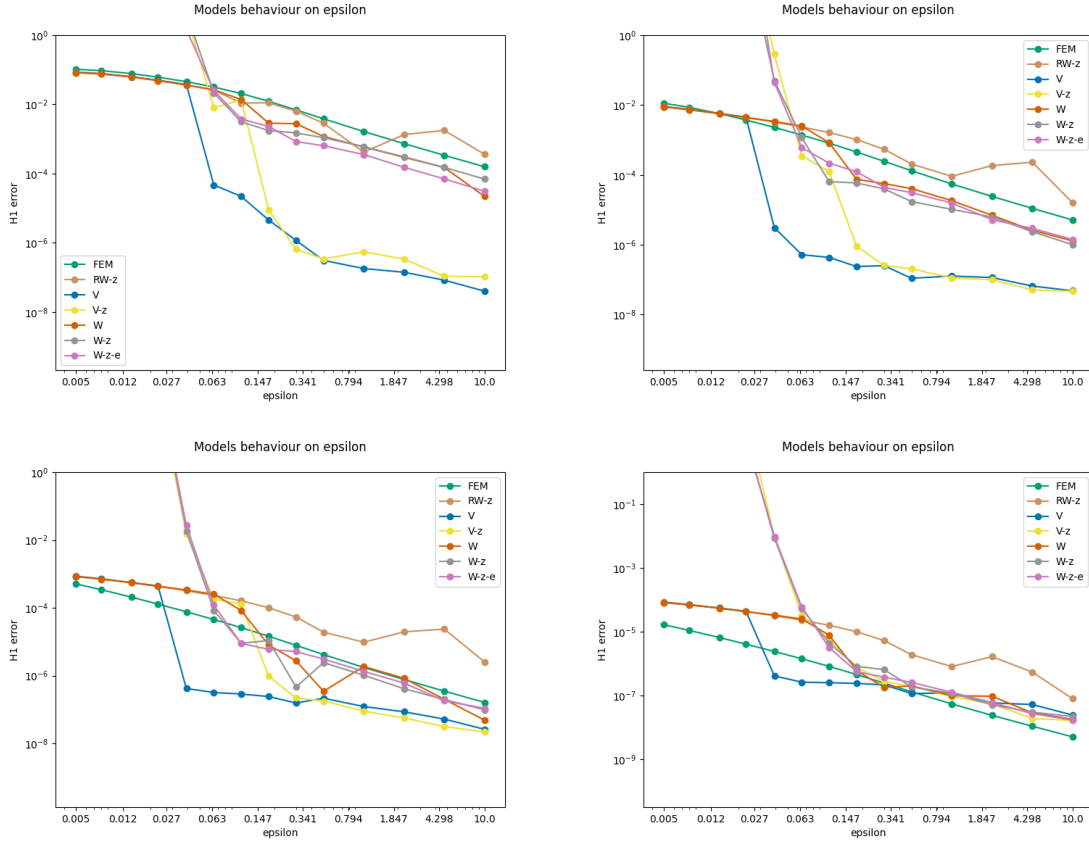 Models behaviour on epsilon
10^0
10^-2
10^-4
10^-6
10^-8
H1 error
FEM
RW-z
V
V-z
W
W-z
W-z-e
0.005 0.012 0.027 0.063 0.147 0.341 0.794 1.847 4.298 10.0
epsilon
Models behaviour on epsilon
10^0
10^-2
10^-4
10^-6
10^-8
H1 error
FEM
RW-z
V
V-z
W
W-z
W-z-e
0.005 0.012 0.027 0.063 0.147 0.341 0.794 1.847 4.298 10.0
epsilon
Models behaviour on epsilon
10^0
10^-2
10^-4
10^-6
10^-8
H1 error
FEM
RW-z
V
V-z
W
W-z
W-z-e
0.005 0.012 0.027 0.063 0.147 0.341 0.794 1.847 4.298 10.0
epsilon
Models behaviour on epsilon
10^-1
10^-3
10^-5
10^-7
10^-9
H1 error
FEM
RW-z
V
V-z
W
W-z
W-z-e
0.005 0.012 0.027 0.063 0.147 0.341 0.794 1.847 4.298 10.0
epsilon